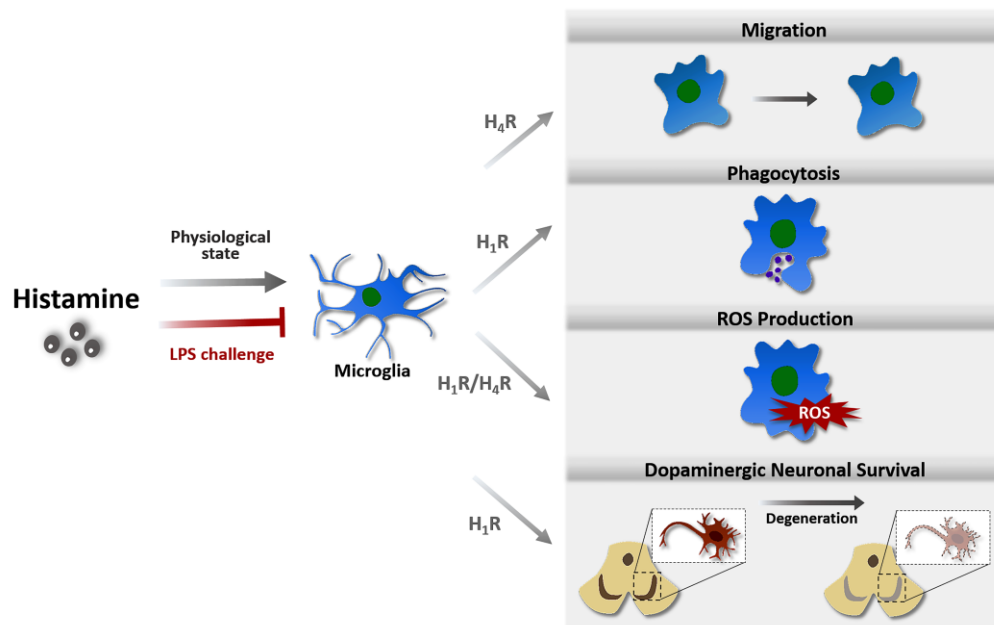 Histamine
Physiological
state
LPS challenge
Microglia
H₄R
H₁R
H₁R/H₄R
H₁R
Migration
Phagocytosis
ROS Production
ROS
Dopaminergic Neuronal Survival
Degeneration